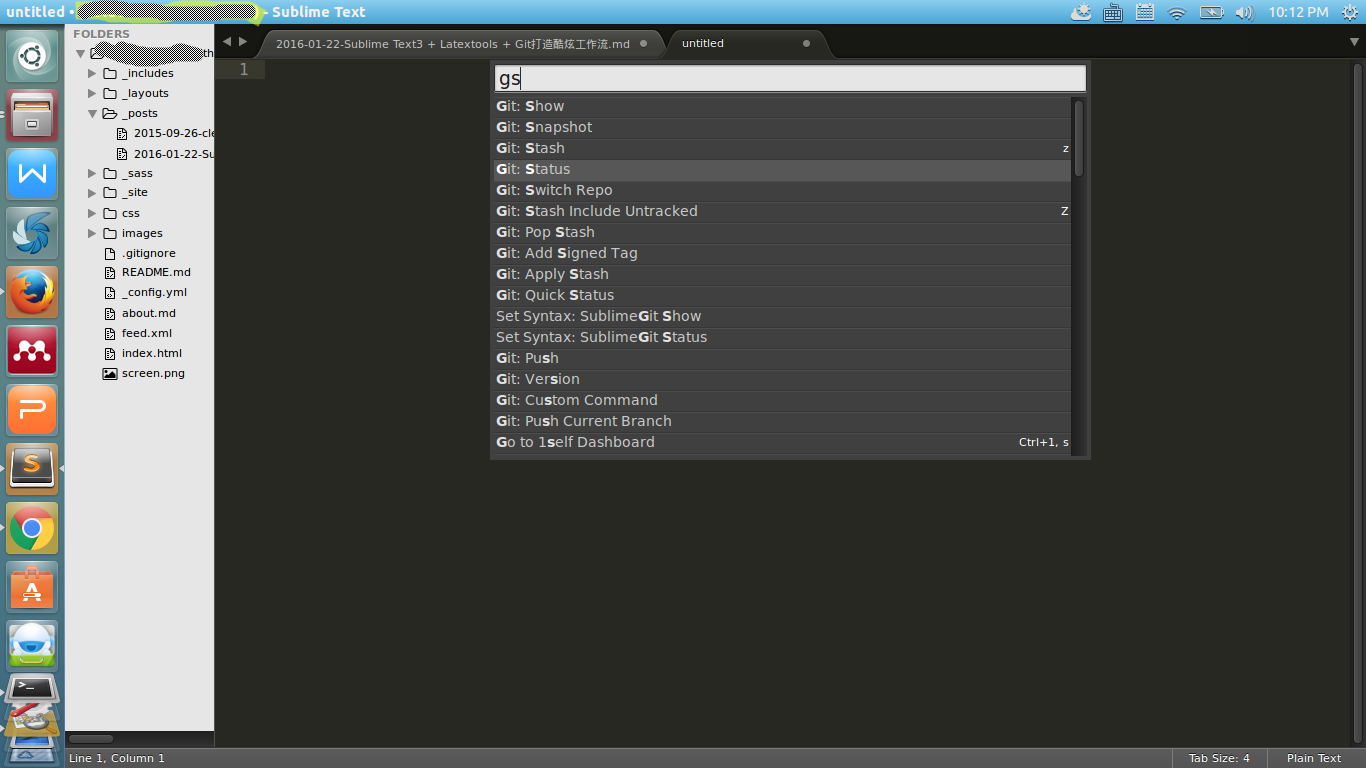 untitled •
- Sublime Text
10:12 PM
FOLDERS
_includes
_layouts
_posts
2015-09-26-cle
2016-01-22-Su
_sass
_site
css
images
.gitignore
README.md
_config.yml
about.md
feed.xml
index.html
screen.png
2016-01-22-Sublime Text3 + Latextools + Git打造酷炫工作流.md
untitled
1
gs
Git: Show
Git: Snapshot
Git: Stash z
Git: Status
Git: Switch Repo
Git: Stash Include Untracked Z
Git: Pop Stash
Git: Add Signed Tag
Git: Apply Stash
Git: Quick Status
Set Syntax: SublimeGit Show
Set Syntax: SublimeGit Status
Git: Push
Git: Version
Git: Custom Command
Git: Push Current Branch
Go to 1self Dashboard Ctrl+1, s
Line 1, Column 1
Tab Size: 4
Plain Text